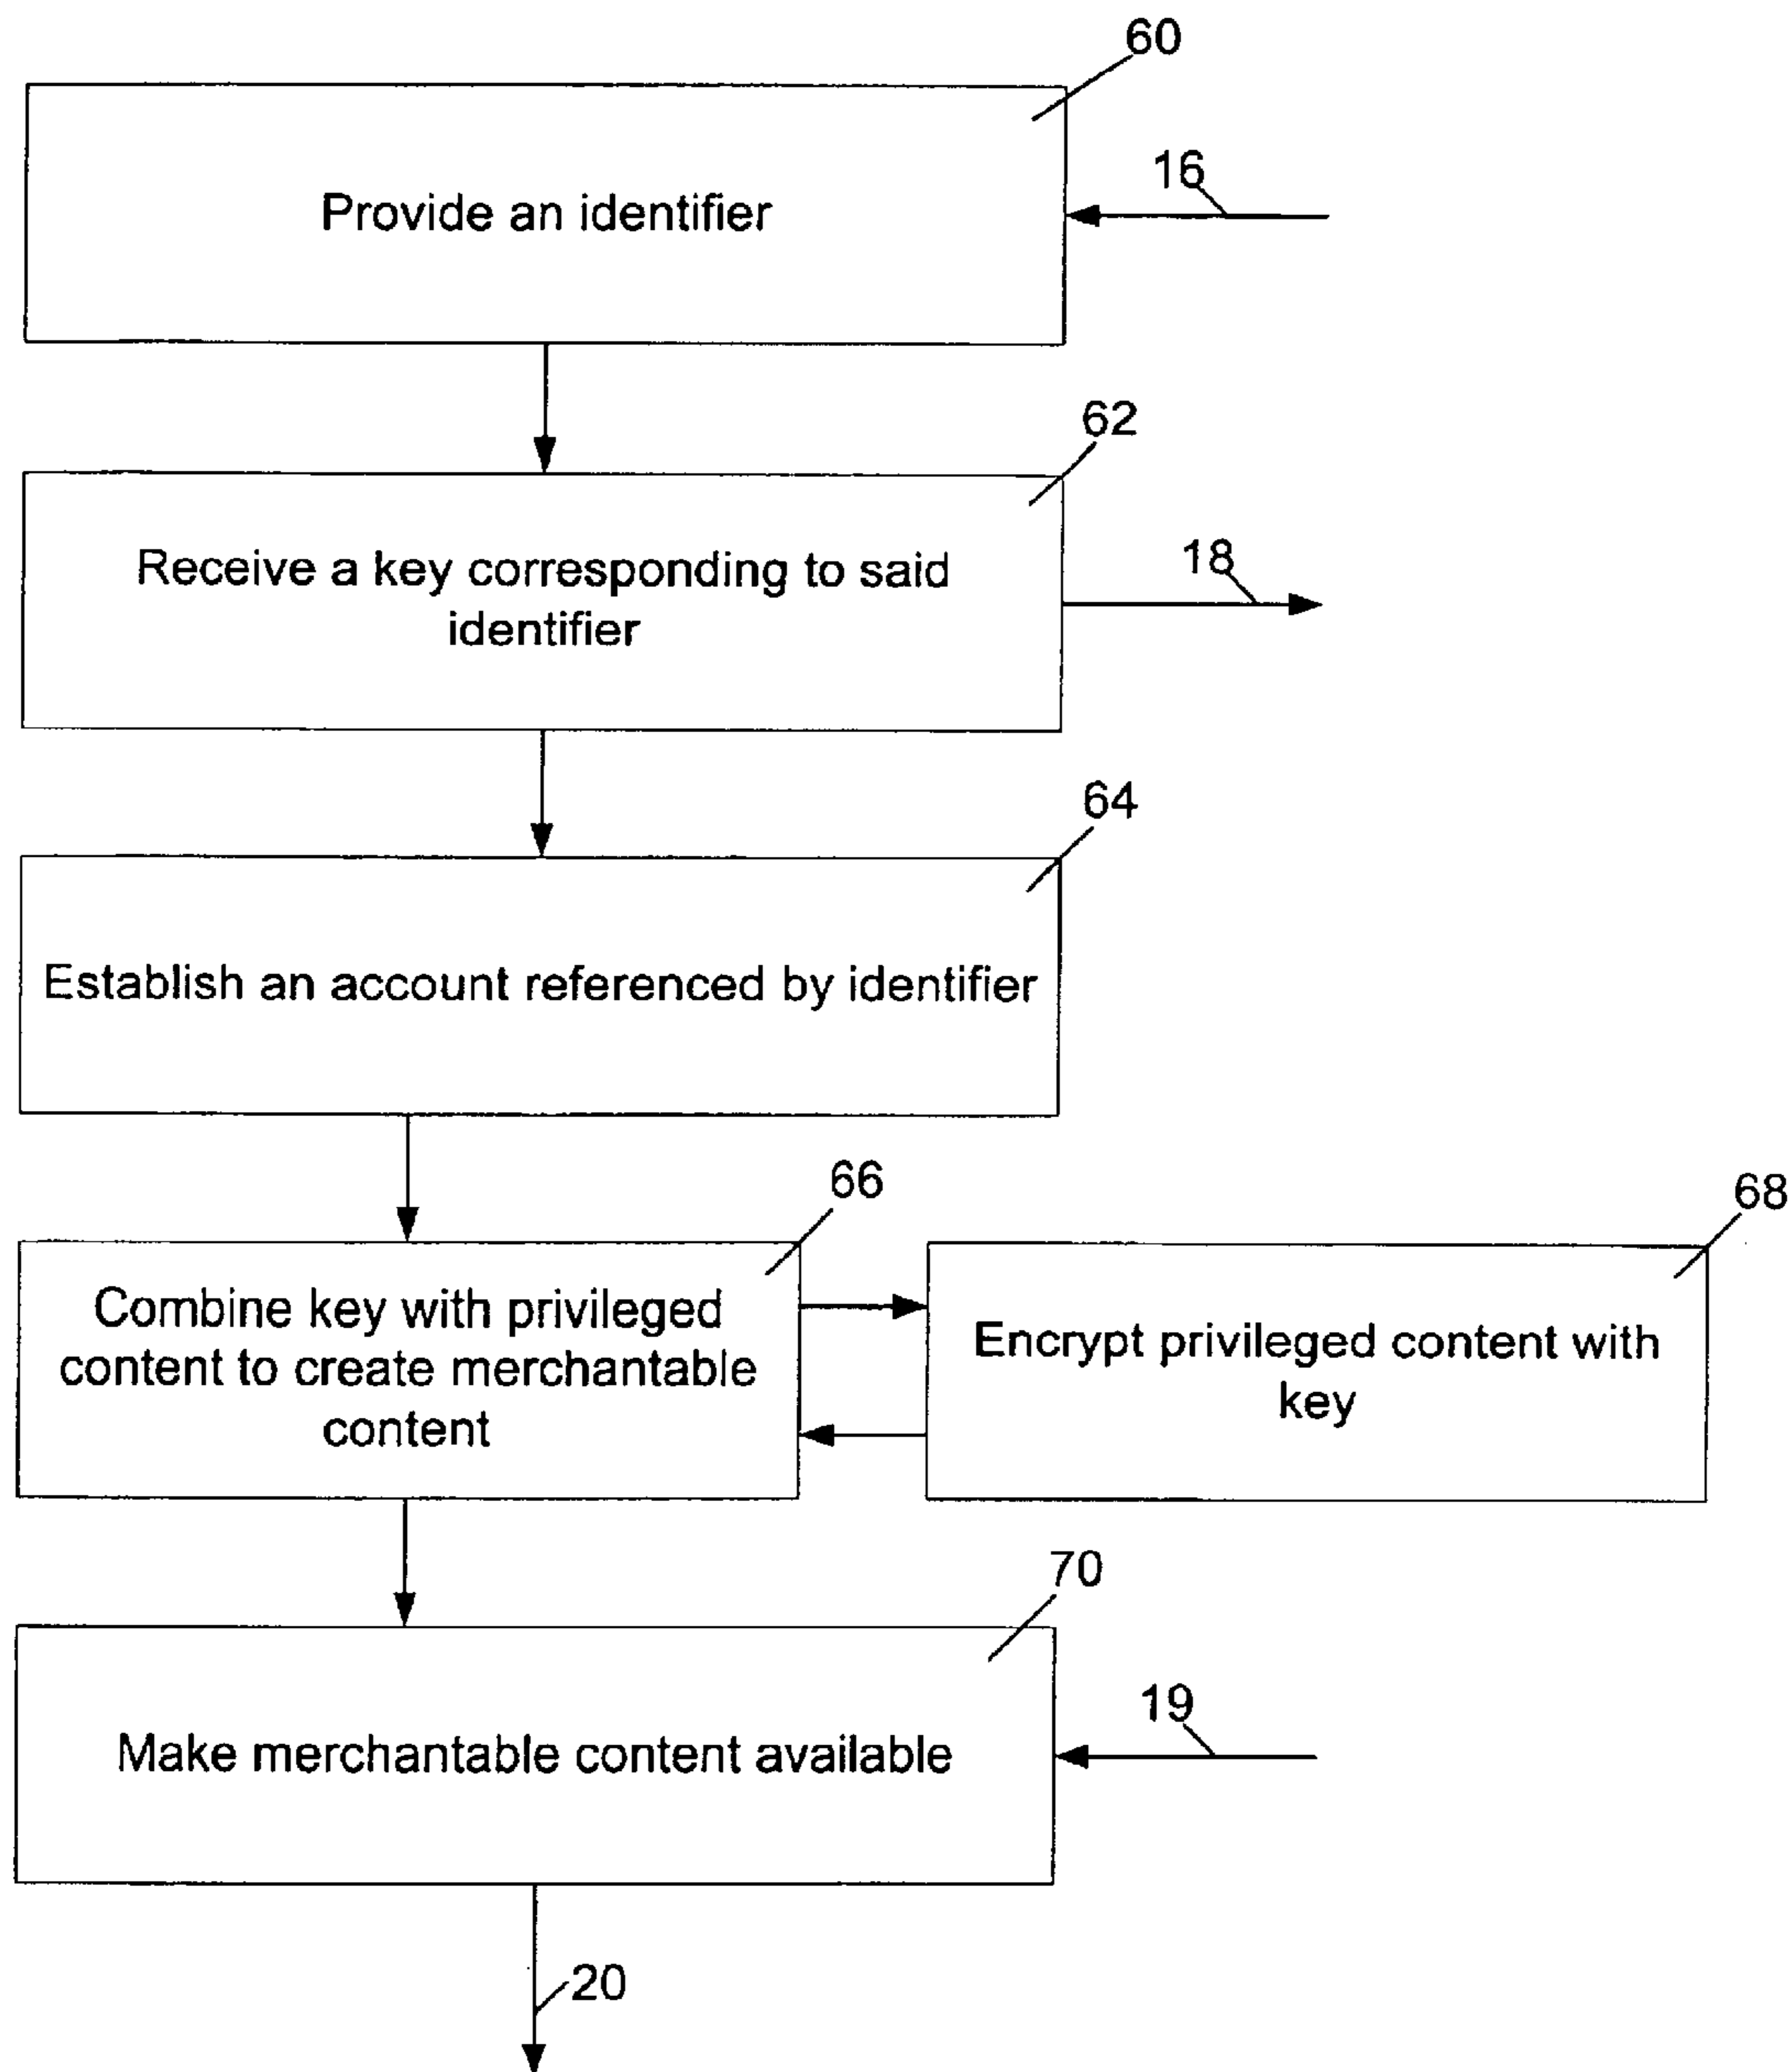 60
Provide an identifier
16
62
Receive a key corresponding to said
identifier
18
64
Establish an account referenced by identifier
66
Combine key with privileged
content to create merchantable
content
68
Encrypt privileged content with
key
70
Make merchantable content available
19
20